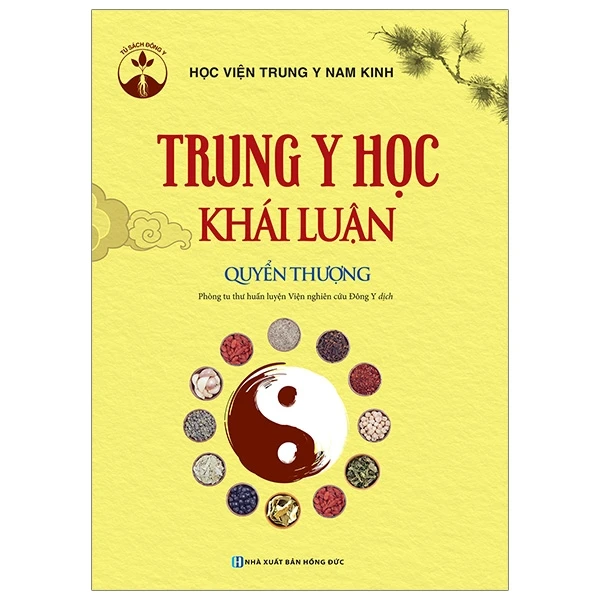 TỦ SÁCH ĐÔNG Y
HỌC VIỆN TRUNG Y NAM KINH
TRUNG Y HỌC
KHÁI LUẬN
QUYỂN THƯỢNG
Phòng tu thư huấn luyện Viện nghiên cứu Đông Y dịch
NHÀ XUẤT BẢN HỒNG ĐỨC